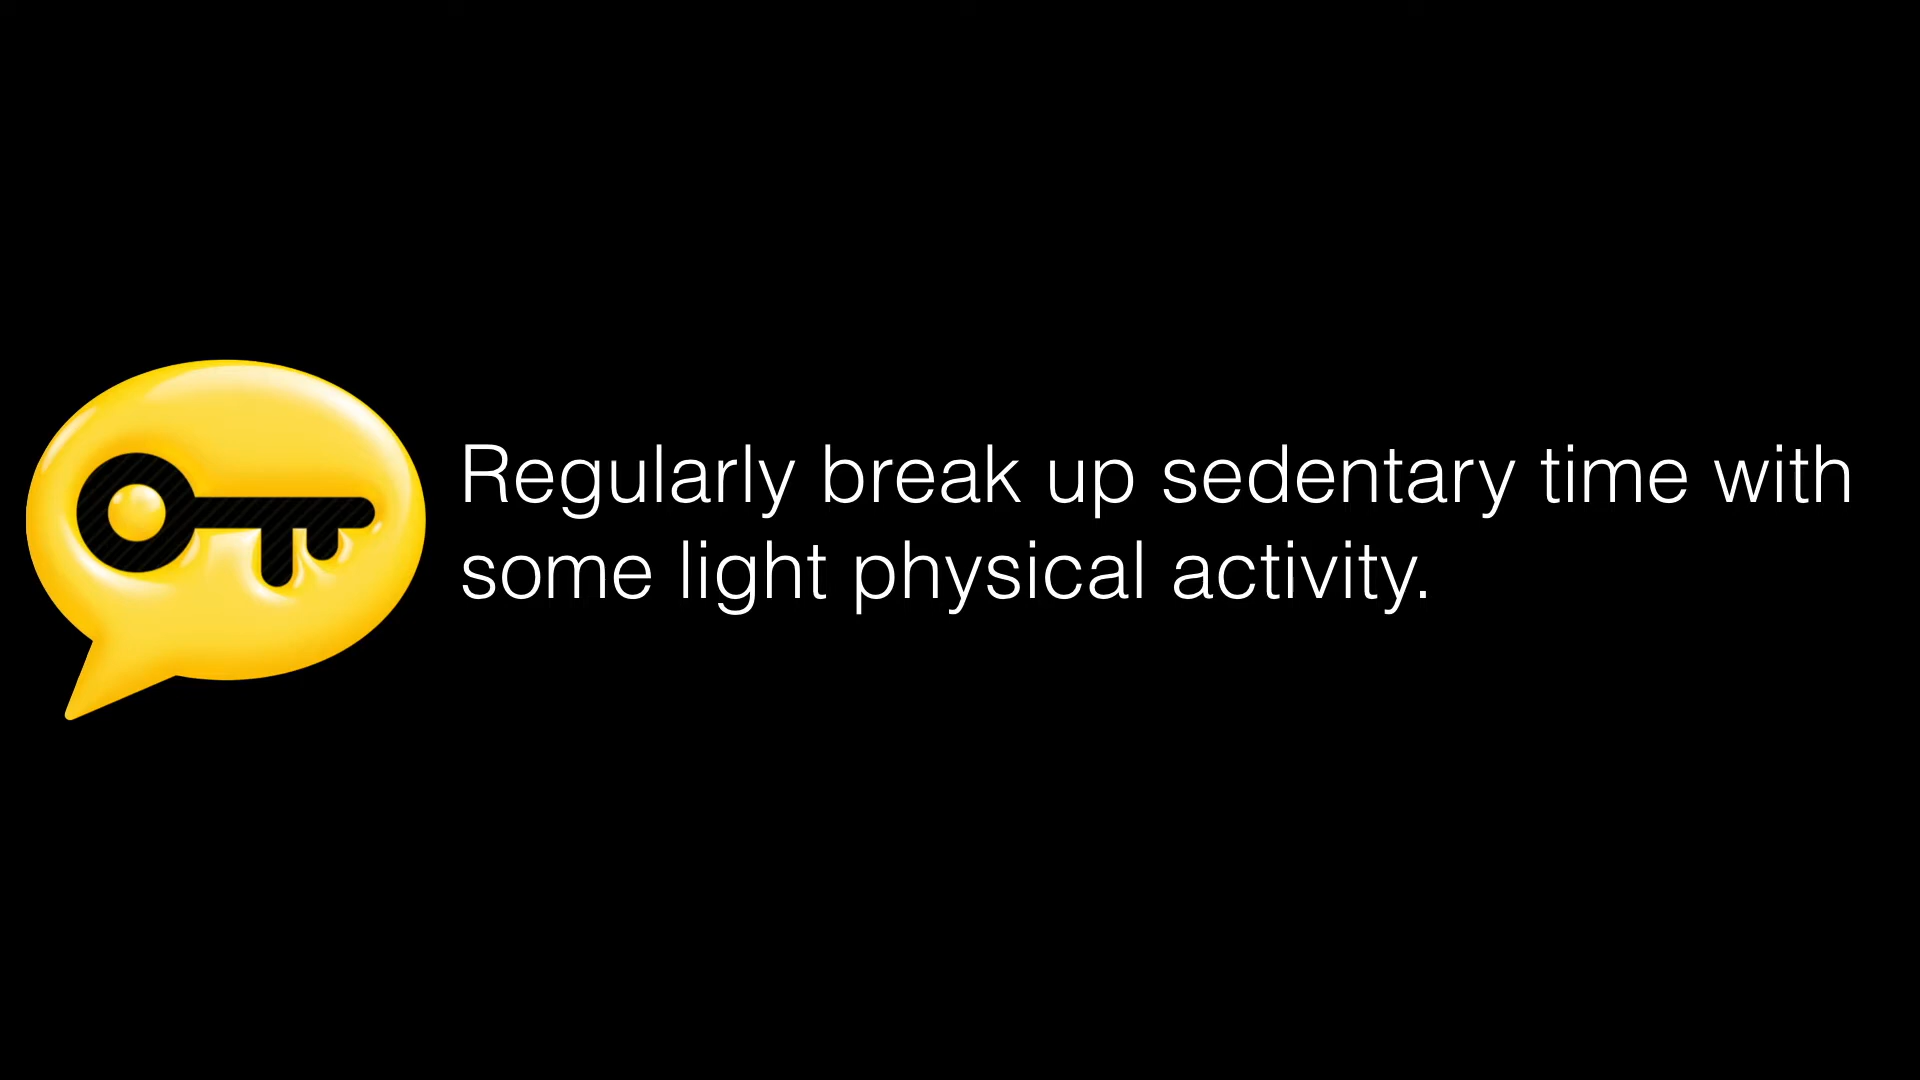 Regularly break up sedentary time with
some light physical activity.